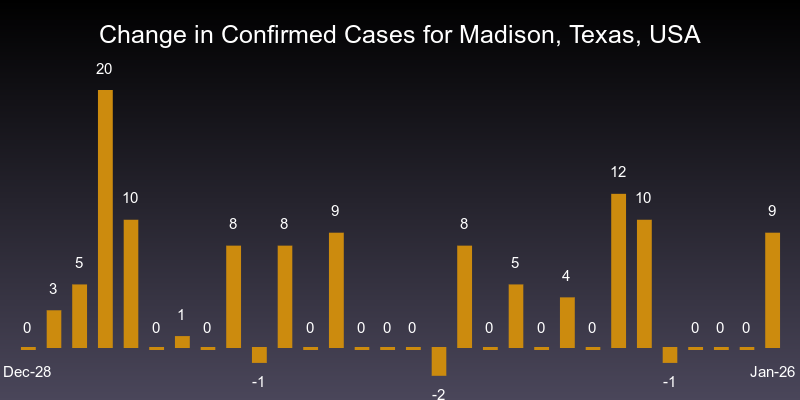 Change in Confirmed Cases for Madison, Texas, USA
0 3 5 20 10 0 1 0 8 -1 8 0 9 0 0 0 -2 8 0 5 0 4 0 12 10 -1 0 0 0 9
Dec-28 Jan-26